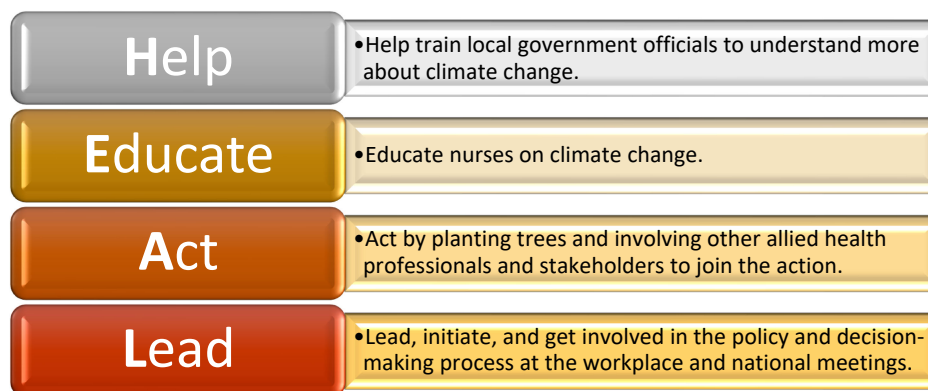 Help
•Help train local government officials to understand more
about climate change.
Educate
•Educate nurses on climate change.
Act
•Act by planting trees and involving other allied health
professionals and stakeholders to join the action.
Lead
•Lead, initiate, and get involved in the policy and decision-
making process at the workplace and national meetings.